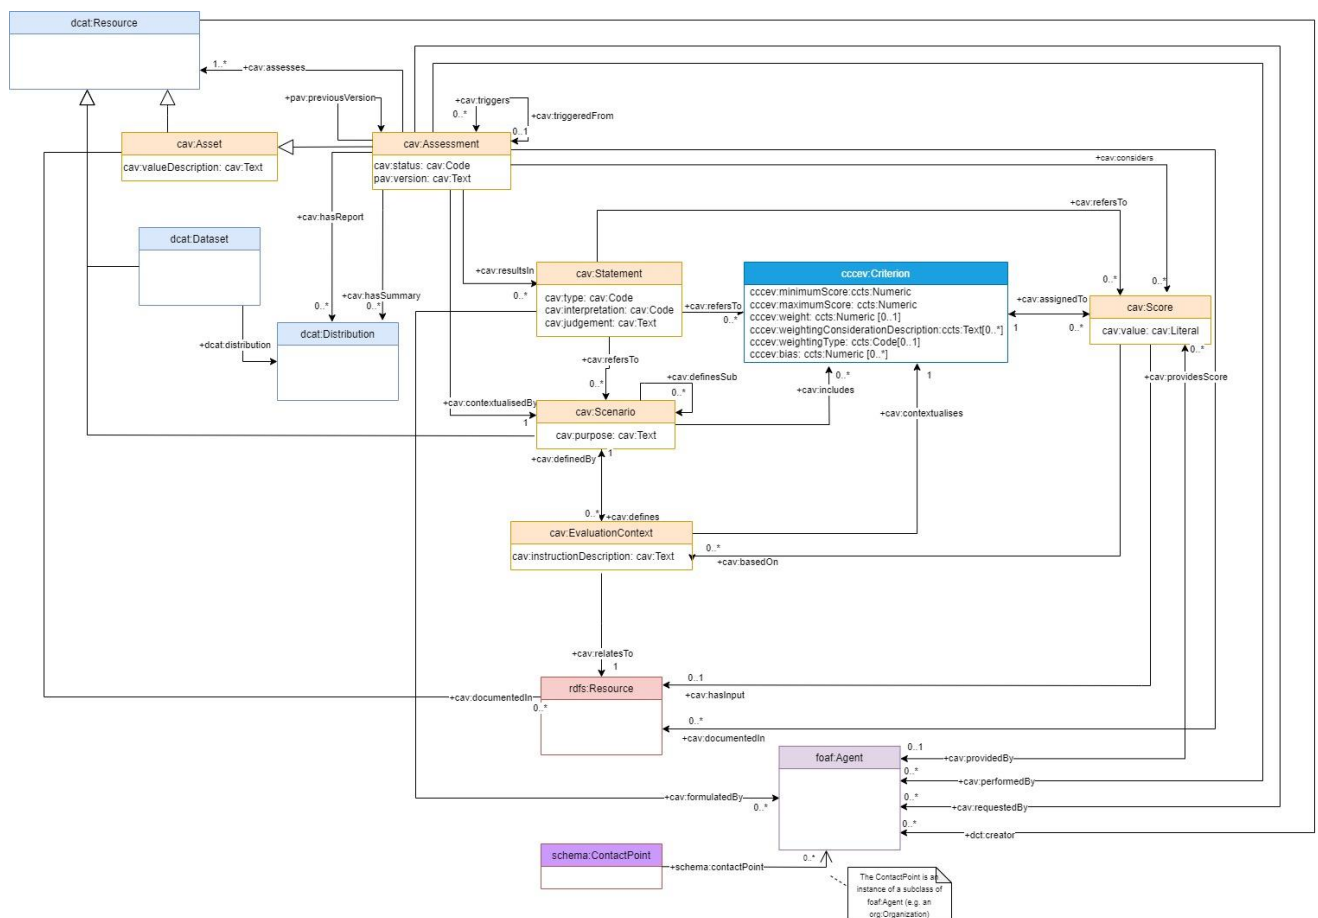 dcat:Resource
1..*
+cav:assesses
+pav:previousVersion
+cav:triggers
0..*
+cav:triggeredFrom
0..1
cav:Asset
cav:valueDescription: cav:Text
cav:Assessment
cav:status: cav:Code
pav:version: cav:Text
+cav:considers
+cav:hasReport
+cav:refersTo
dcat:Dataset
+cav:resultsIn
0..*
cav:Statement
cav:type: cav:Code
cav:interpretation: cav:Code
cav:judgement: cav:Text
cccev:Criterion
cccev:minimumScore:ccts:Numeric
cccev:maximumScore: ccts:Numeric
cccev:weight: ccts:Numeric [0..1]
cccev:weightingConsiderationDescription:ccts:Text[0..*]
cccev:weightingType: ccts:Code[0..1]
cccev:bias: ccts:Numeric [0..*]
0..*
0..*
+cav:refersTo
0..*
+cav:assignedTo
1
0..*
cav:Score
cav:value: cav:Literal
0..*
+cav:hasSummary
0..*
0..*
dcat:Distribution
+dcat:distribution
+cav:refersTo
0..*
+cav:definesSub
0..*
0..*
+cav:includes
1
+cav:contextualises
+cav:providesScore
+cav:contextualisedBy
1
cav:Scenario
cav:purpose: cav:Text
+cav:definedBy
1
0..*
+cav:defines
cav:EvaluationContext
cav:instructionDescription: cav:Text
0..*
+cav:basedOn
+cav:relatesTo
1
rdfs:Resource
+cav:documentedIn
0..*
0..1
+cav:hasInput
0..*
+cav:documentedIn
foaf:Agent
0..1
+cav:providedBy
0..*
+cav:performedBy
0..*
+cav:requestedBy
0..*
+dct:creator
+cav:formulatedBy
0..*
schema:ContactPoint
+schema:contactPoint
0..*
The ContactPoint is an
instance of a subclass of
foaf:Agent (e.g. an
org:Organization)